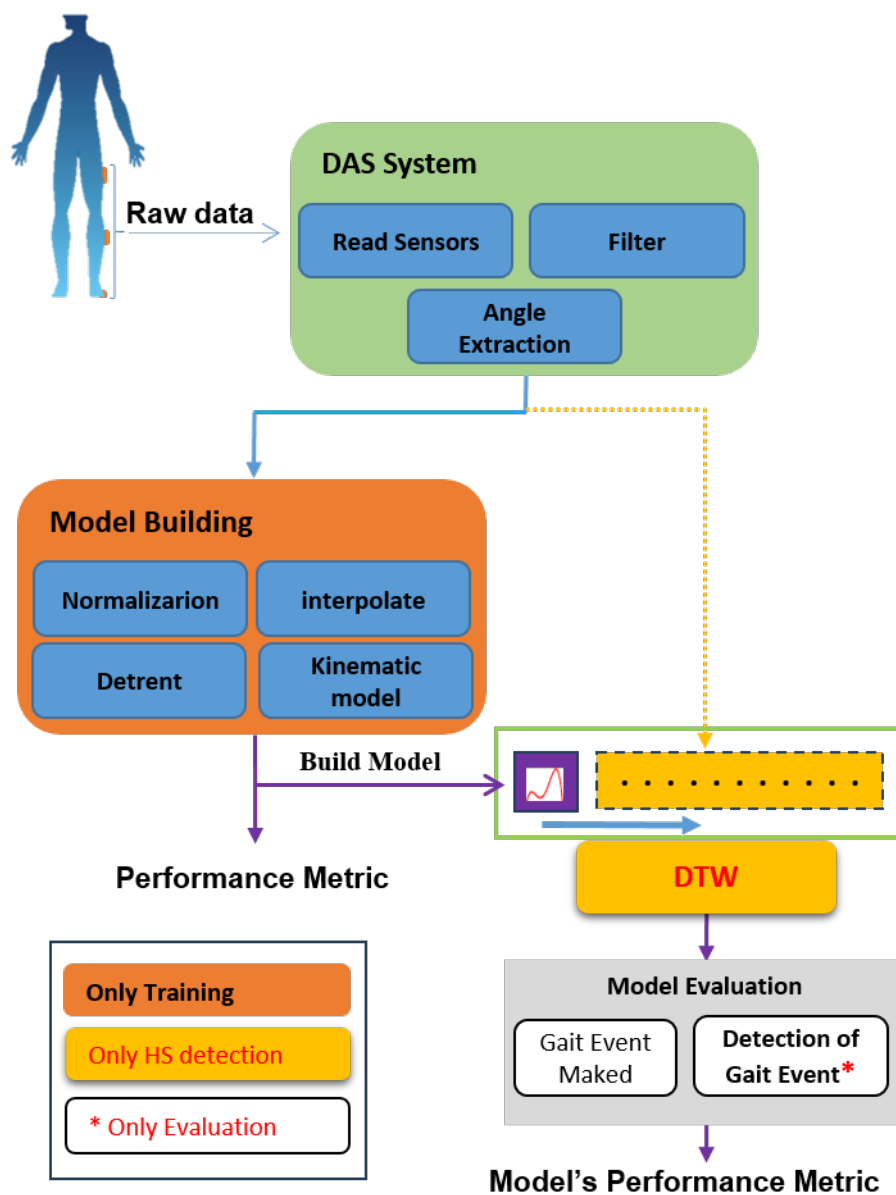 Raw data
DAS System
Read Sensors
Filter
Angle
Extraction
Model Building
Normalizarion
interpolate
Detrent
Kinematic
model
Build Model
Performance Metric
DTW
Only Training
Only HS detection
* Only Evaluation
Model Evaluation
Gait Event
Maked
Detection of
Gait Event*
Model’s Performance Metric